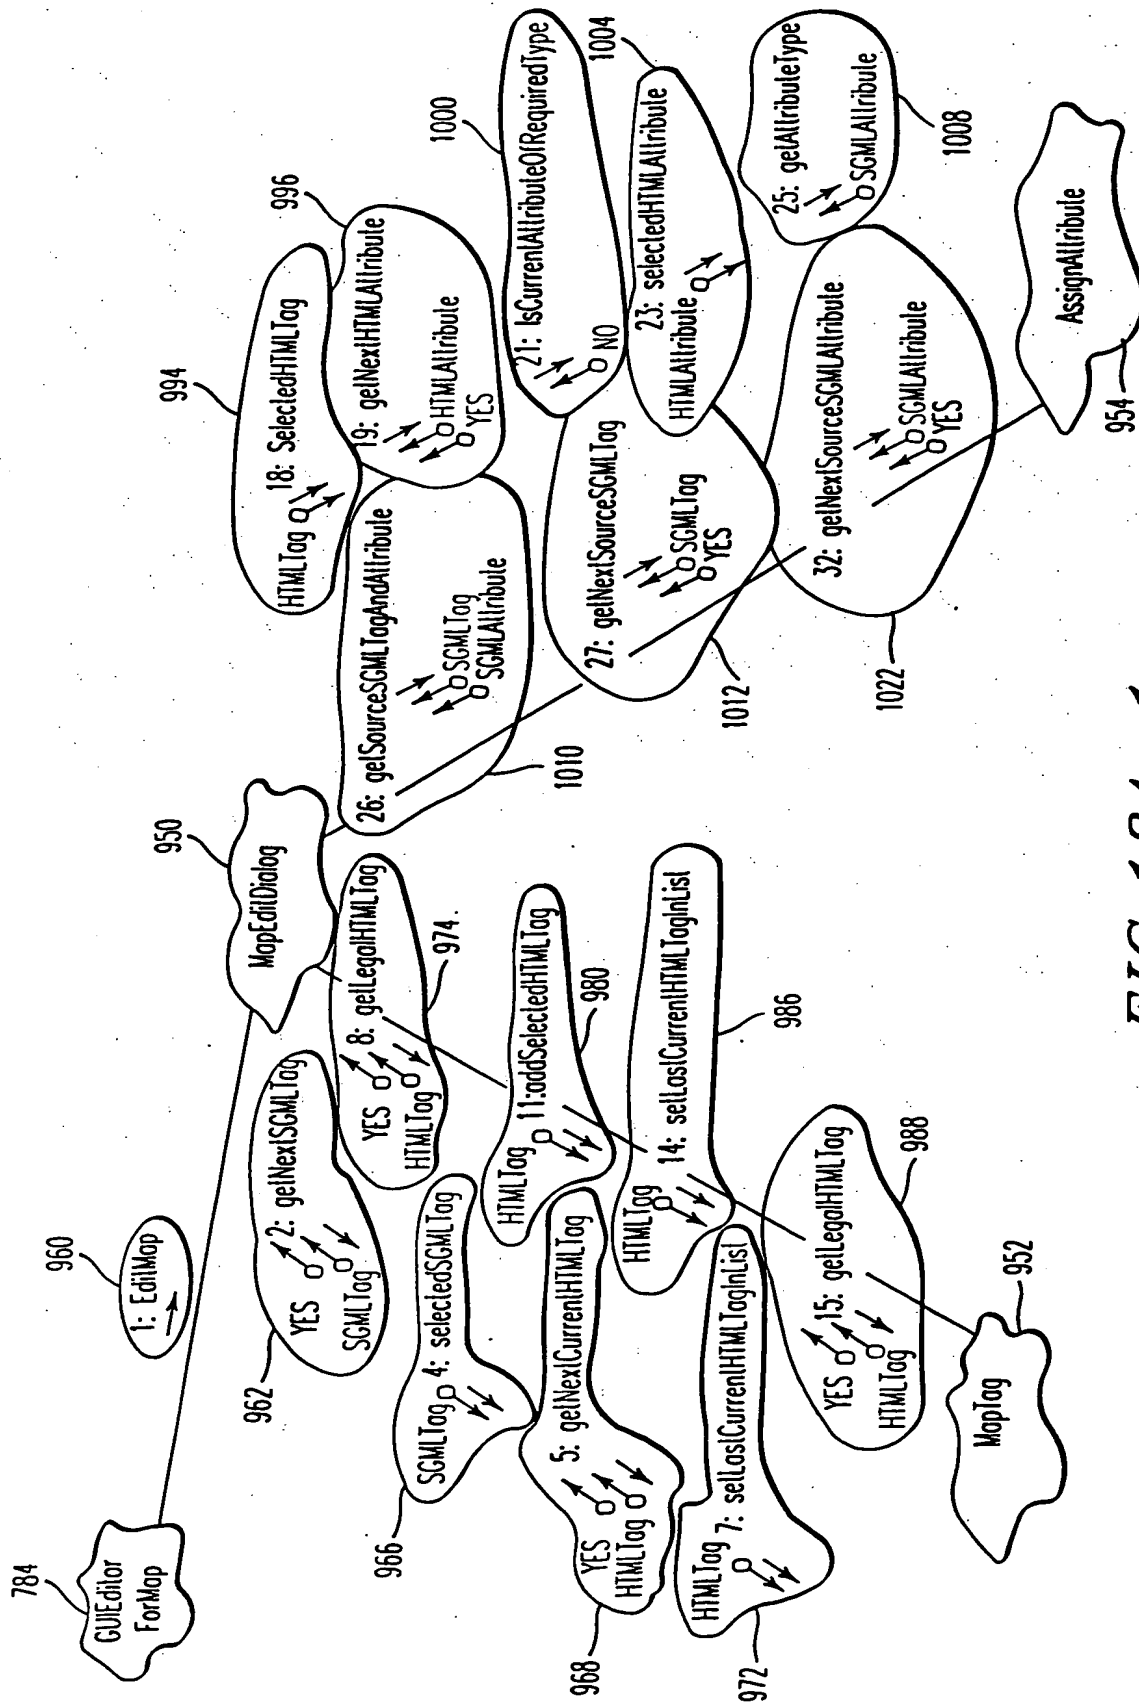 784
GUIEditor
ForMap
960
1: EditMap
950
MapEditDialog
962
2: getNextSGMLTag
YES
SGMLTag
966
4: selectedSGMLTag
SGMLTag
968
5: getNextCurrentHTMLTag
YES
HTMLTag
972
7: setLastCurrentHTMLTagInList
HTMLTag
974.
8: getLegalHTMLTag
YES
HTMLTag
980
11:addSelectedHTMLTag
HTMLTag
986
14: setLastCurrentHTMLTagInList
HTMLTag
988
15: getLegalHTMLTag
YES
HTMLTag
952
MapTag
994
18: SelectedHTMLTag
HTMLTag
996
19: getNextHTMLAttribute
HTMLAttribute
YES
1000
21: IsCurrentAttributeOfRequiredType
NO
1004
23: selectedHTMLAttribute
HTMLAttribute
25: getAttributeType
SGMLAttribute
1008
26: getSourceSGMLTagAndAttribute
SGMLTag
SGMLAttribute
1010
27: getNextSourceSGMLTag
SGMLTag
YES
1012
32: getNextSourceSGMLAttribute
SGMLAttribute
YES
1022
AssignAttribute
954